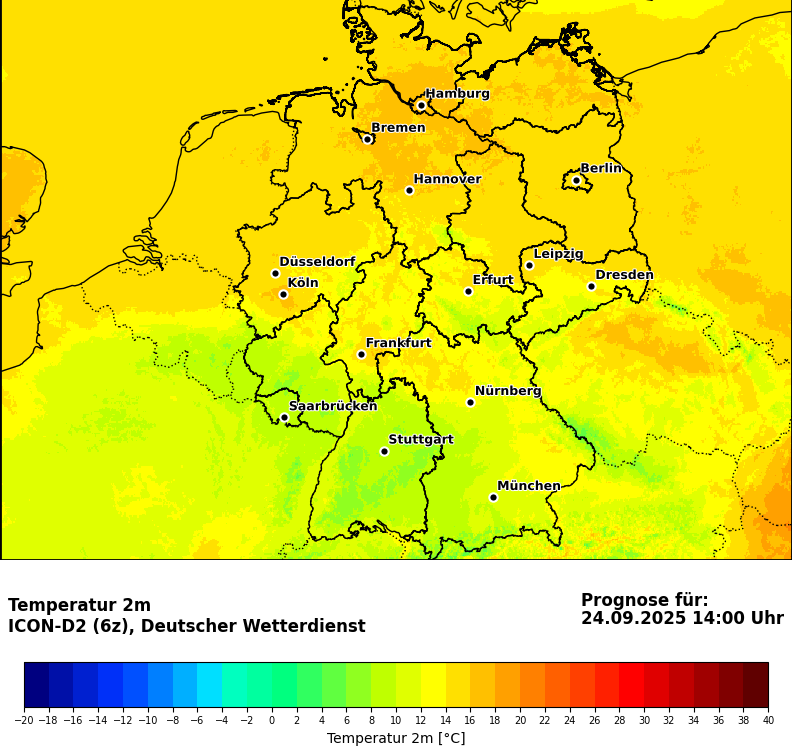 Hamburg
Bremen
Berlin
Hannover
Leipzig
Düsseldorf
Dresden
Köln
Erfurt
Frankfurt
Nürnberg
Saarbrücken
Stuttgart
München
Temperatur 2m
ICON-D2 (6z), Deutscher Wetterdienst
Prognose für:
24.09.2025 14:00 Uhr
−20 −18 −16 −14 −12 −10 −8 −6 −4 −2 0 2 4 6 8 10 12 14 16 18 20 22 24 26 28 30 32 34 36 38 40
Temperatur 2m [°C]